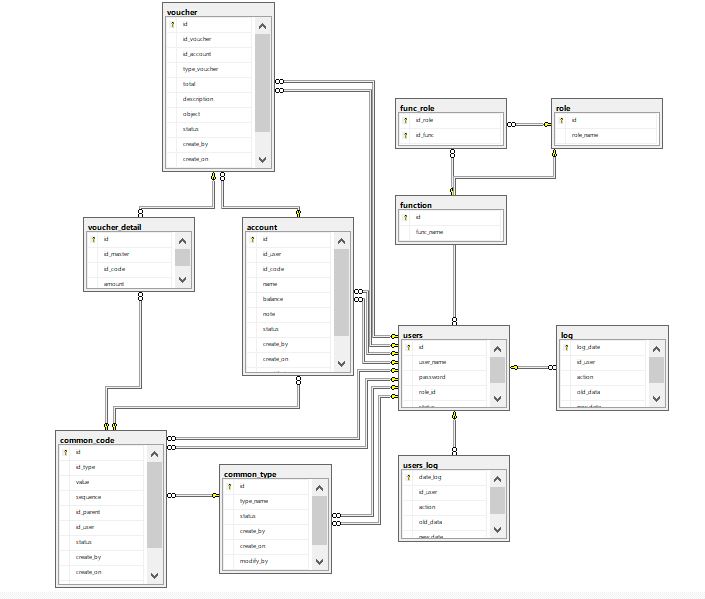 voucher
id
id_voucher
id_account
type_voucher
total
description
object
status
create_by
create_on
func_role
id_role
id_func
role
id
role_name
function
id
func_name
voucher_detail
id
id_master
id_code
amount
account
id
id_user
id_code
name
balance
note
status
create_by
create_on
users
id
user_name
password
role_id
status
log
log_date
id_user
action
old_data
new_data
common_code
id
id_type
value
sequence
id_parent
id_user
status
create_by
create_on
common_type
id
type_name
status
create_by
create_on
modify_by
users_log
date_log
id_user
action
old_data
new_data